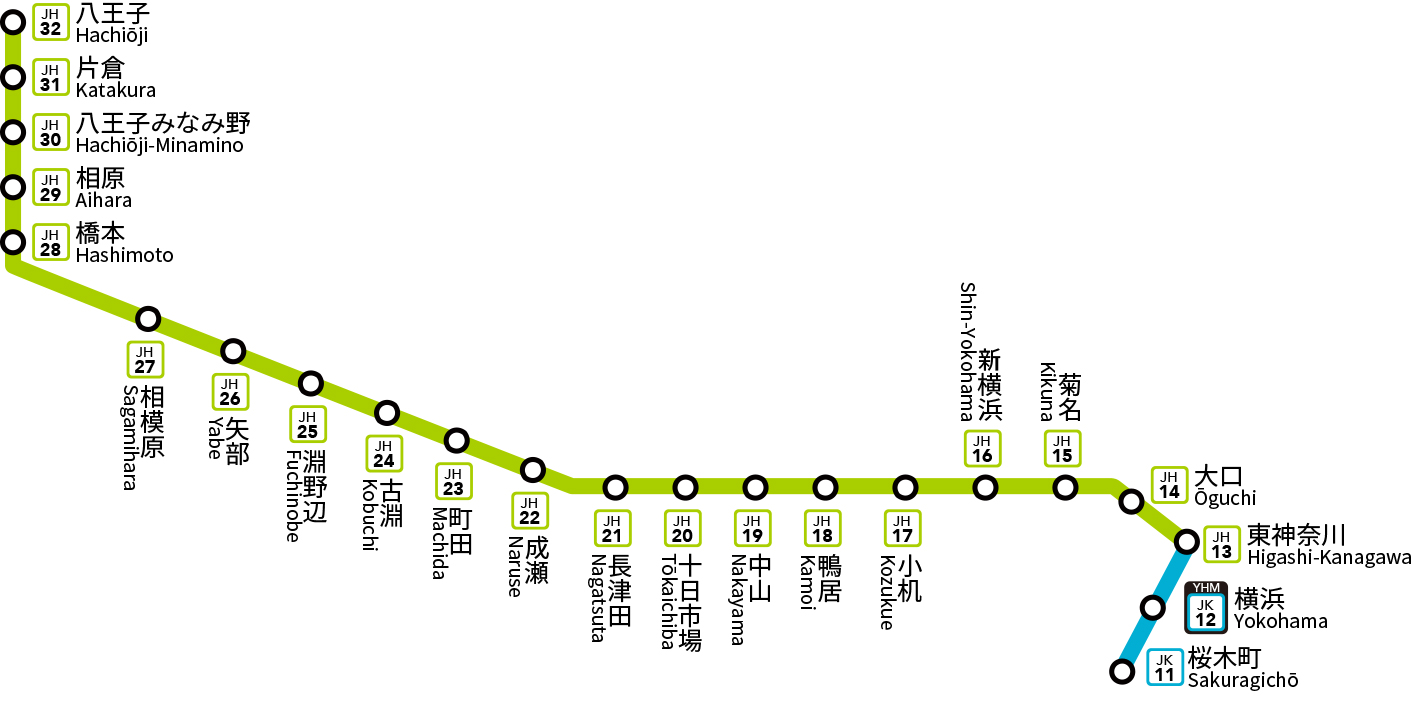 JH
32
八王子
Hachiōji
JH
31
片倉
Katakura
JH
30
八王子みなみ野
Hachiōji-Minamino
JH
29
相原
Aihara
JH
28
橋本
Hashimoto
JH
27
相模原
Sagamihara
JH
26
矢部
Yabe
JH
25
淵野辺
Fuchinobe
JH
24
古淵
Kobuchi
JH
23
町田
Machida
JH
22
成瀬
Naruse
JH
21
長津田
Nagatsuta
JH
20
十日市場
Tōkaichiba
JH
19
中山
Nakayama
JH
18
鴨居
Kamoi
JH
17
小机
Kozukue
新横浜
Shin-Yokohama
JH
16
菊名
Kikuna
JH
15
JH
14
大口
Ōguchi
JH
13
東神奈川
Higashi-Kanagawa
YHM
JK
12
横浜
Yokohama
JK
11
桜木町
Sakuragichō